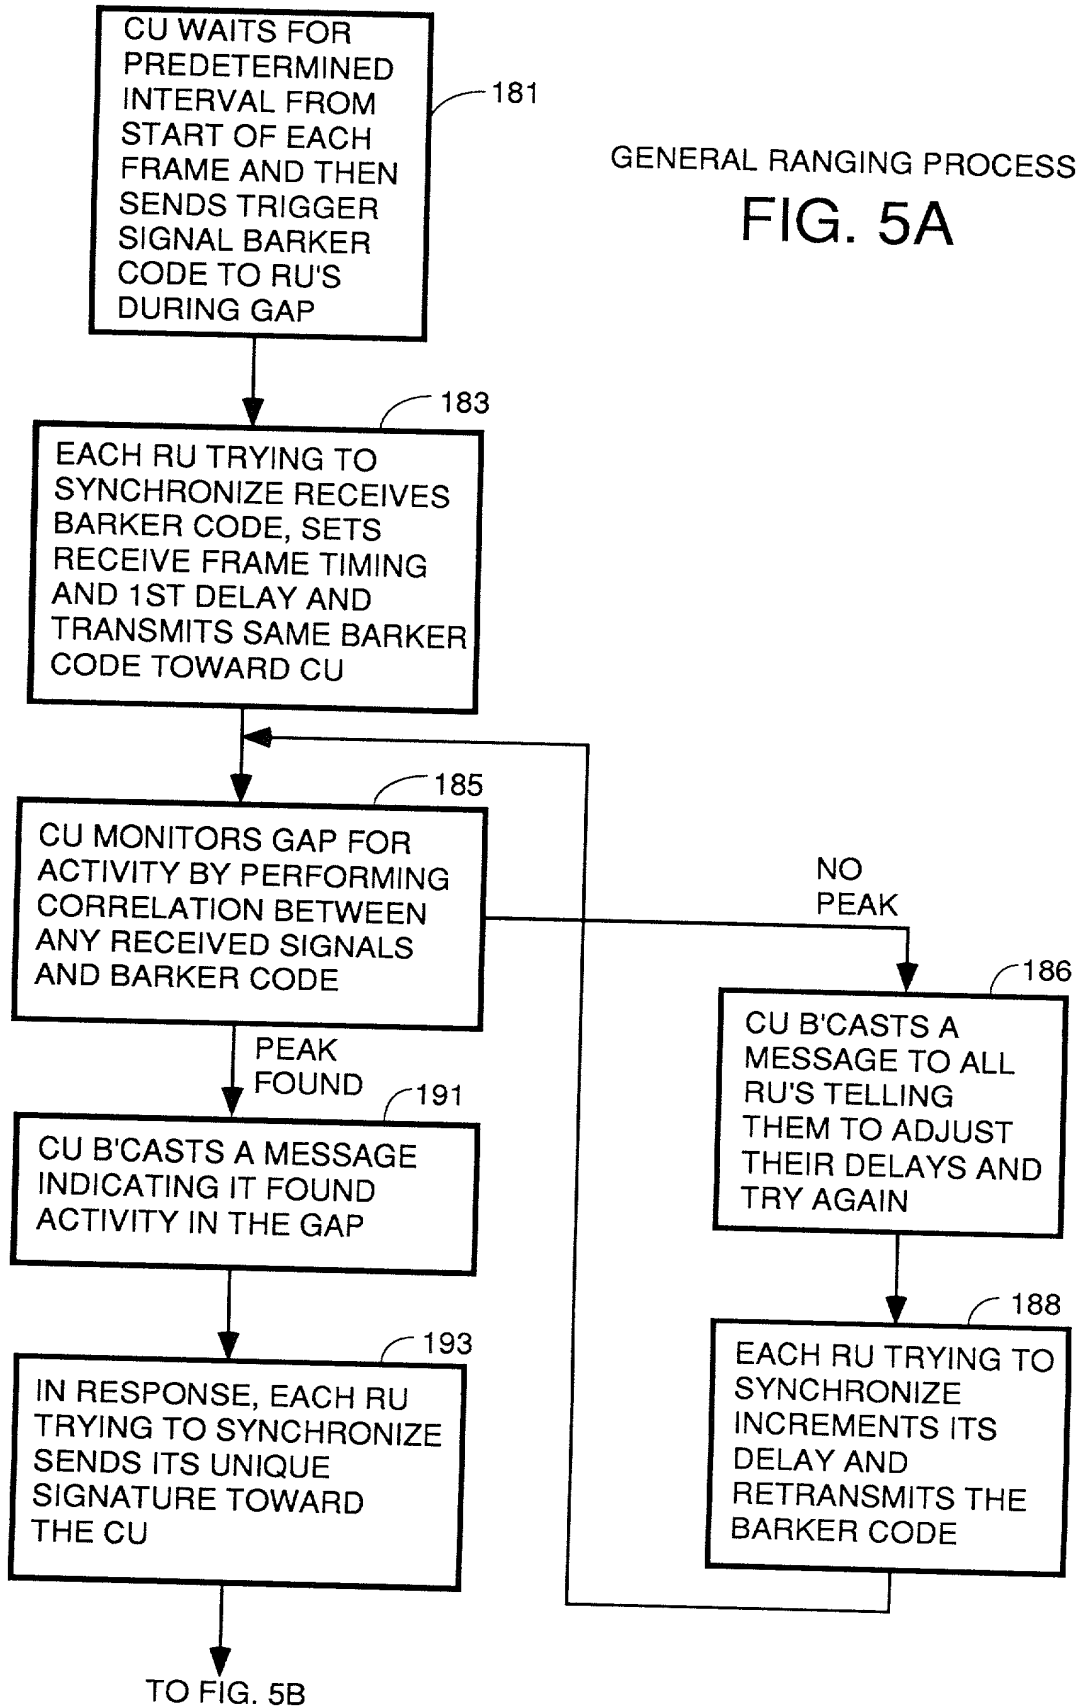 CU WAITS FOR
PREDETERMINED
INTERVAL FROM
START OF EACH
FRAME AND THEN
SENDS TRIGGER
SIGNAL BARKER
CODE TO RU'S
DURING GAP
181
GENERAL RANGING PROCESS
FIG. 5A
183
EACH RU TRYING TO
SYNCHRONIZE RECEIVES
BARKER CODE, SETS
RECEIVE FRAME TIMING
AND 1ST DELAY AND
TRANSMITS SAME BARKER
CODE TOWARD CU
185
CU MONITORS GAP FOR
ACTIVITY BY PERFORMING
CORRELATION BETWEEN
ANY RECEIVED SIGNALS
AND BARKER CODE
NO
PEAK
186
CU B'CASTS A
MESSAGE TO ALL
RU'S TELLING
THEM TO ADJUST
THEIR DELAYS AND
TRY AGAIN
188
EACH RU TRYING TO
SYNCHRONIZE
INCREMENTS ITS
DELAY AND
RETRANSMITS THE
BARKER CODE
PEAK
FOUND
191
CU B'CASTS A MESSAGE
INDICATING IT FOUND
ACTIVITY IN THE GAP
193
IN RESPONSE, EACH RU
TRYING TO SYNCHRONIZE
SENDS ITS UNIQUE
SIGNATURE TOWARD
THE CU
TO FIG. 5B